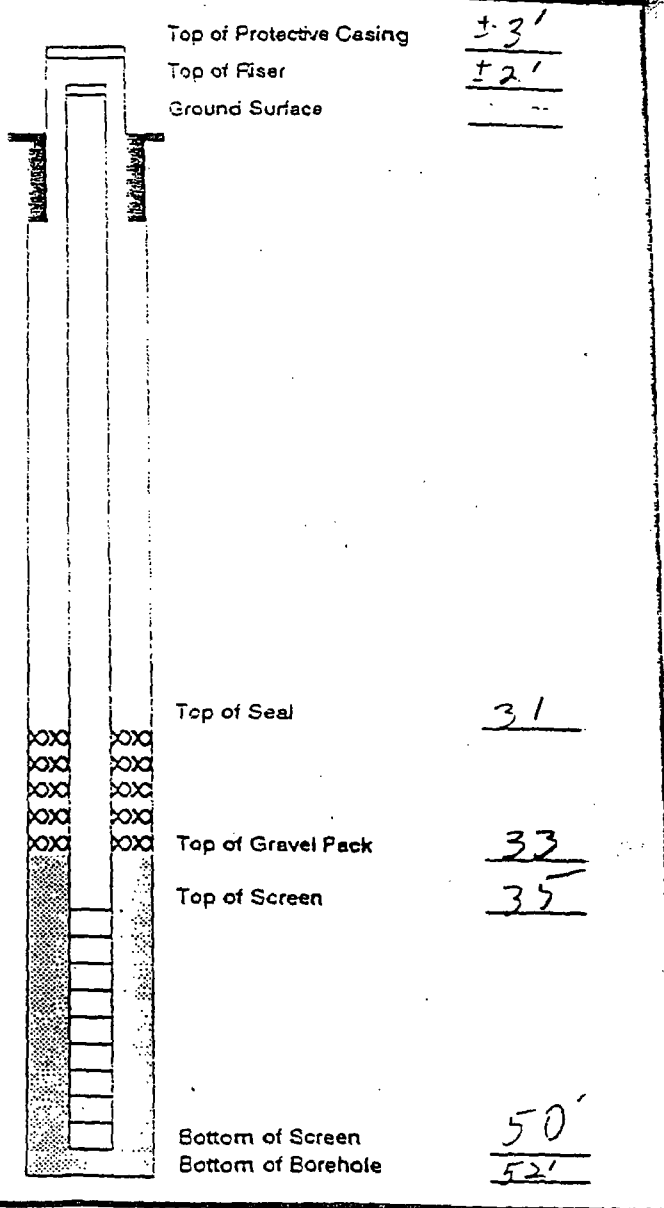 Top of Protective Casing ± 3'
Top of Riser ± 2'
Ground Surface --
Top of Seal 31
Top of Gravel Pack 33
Top of Screen 35
Bottom of Screen 50'
Bottom of Borehole 52'